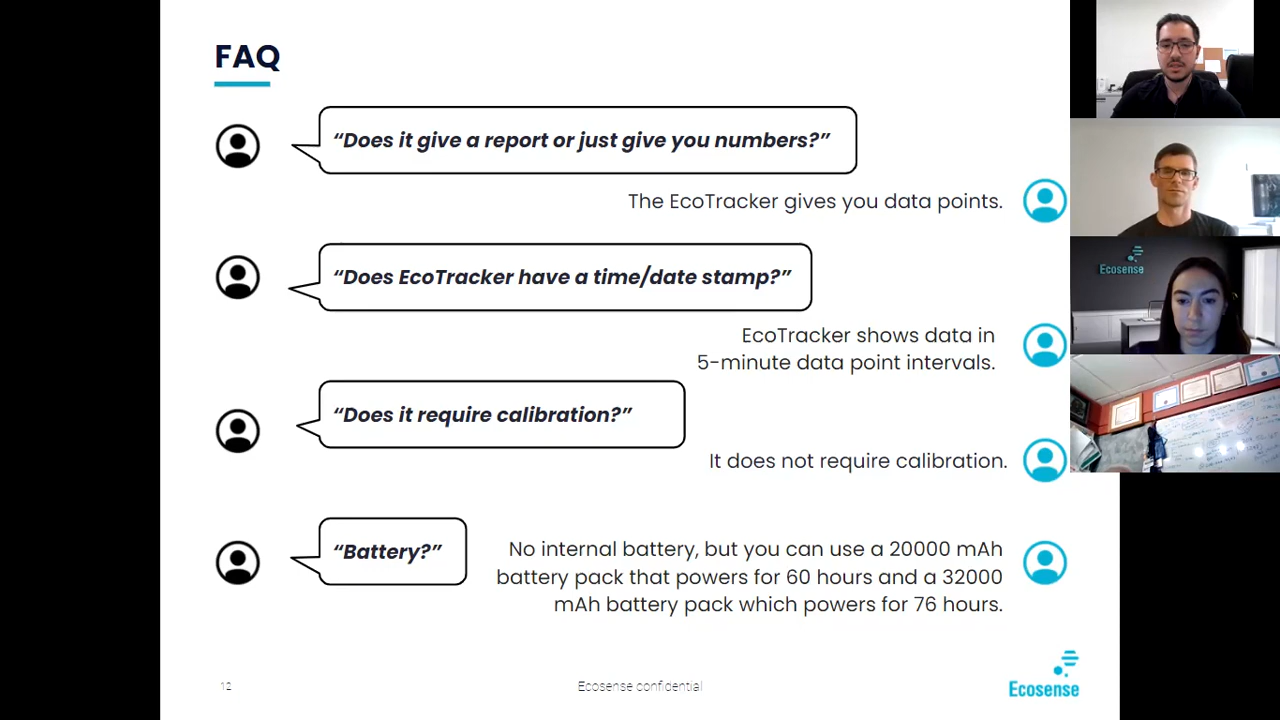 FAQ
“Does it give a report or just give you numbers?”
The EcoTracker gives you data points.
“Does EcoTracker have a time/date stamp?”
EcoTracker shows data in
5-minute data point intervals.
“Does it require calibration?”
It does not require calibration.
“Battery?”
No internal battery, but you can use a 20000 mAh
battery pack that powers for 60 hours and a 32000
mAh battery pack which powers for 76 hours.
12
Ecosense confidential
Ecosense
Ecosense